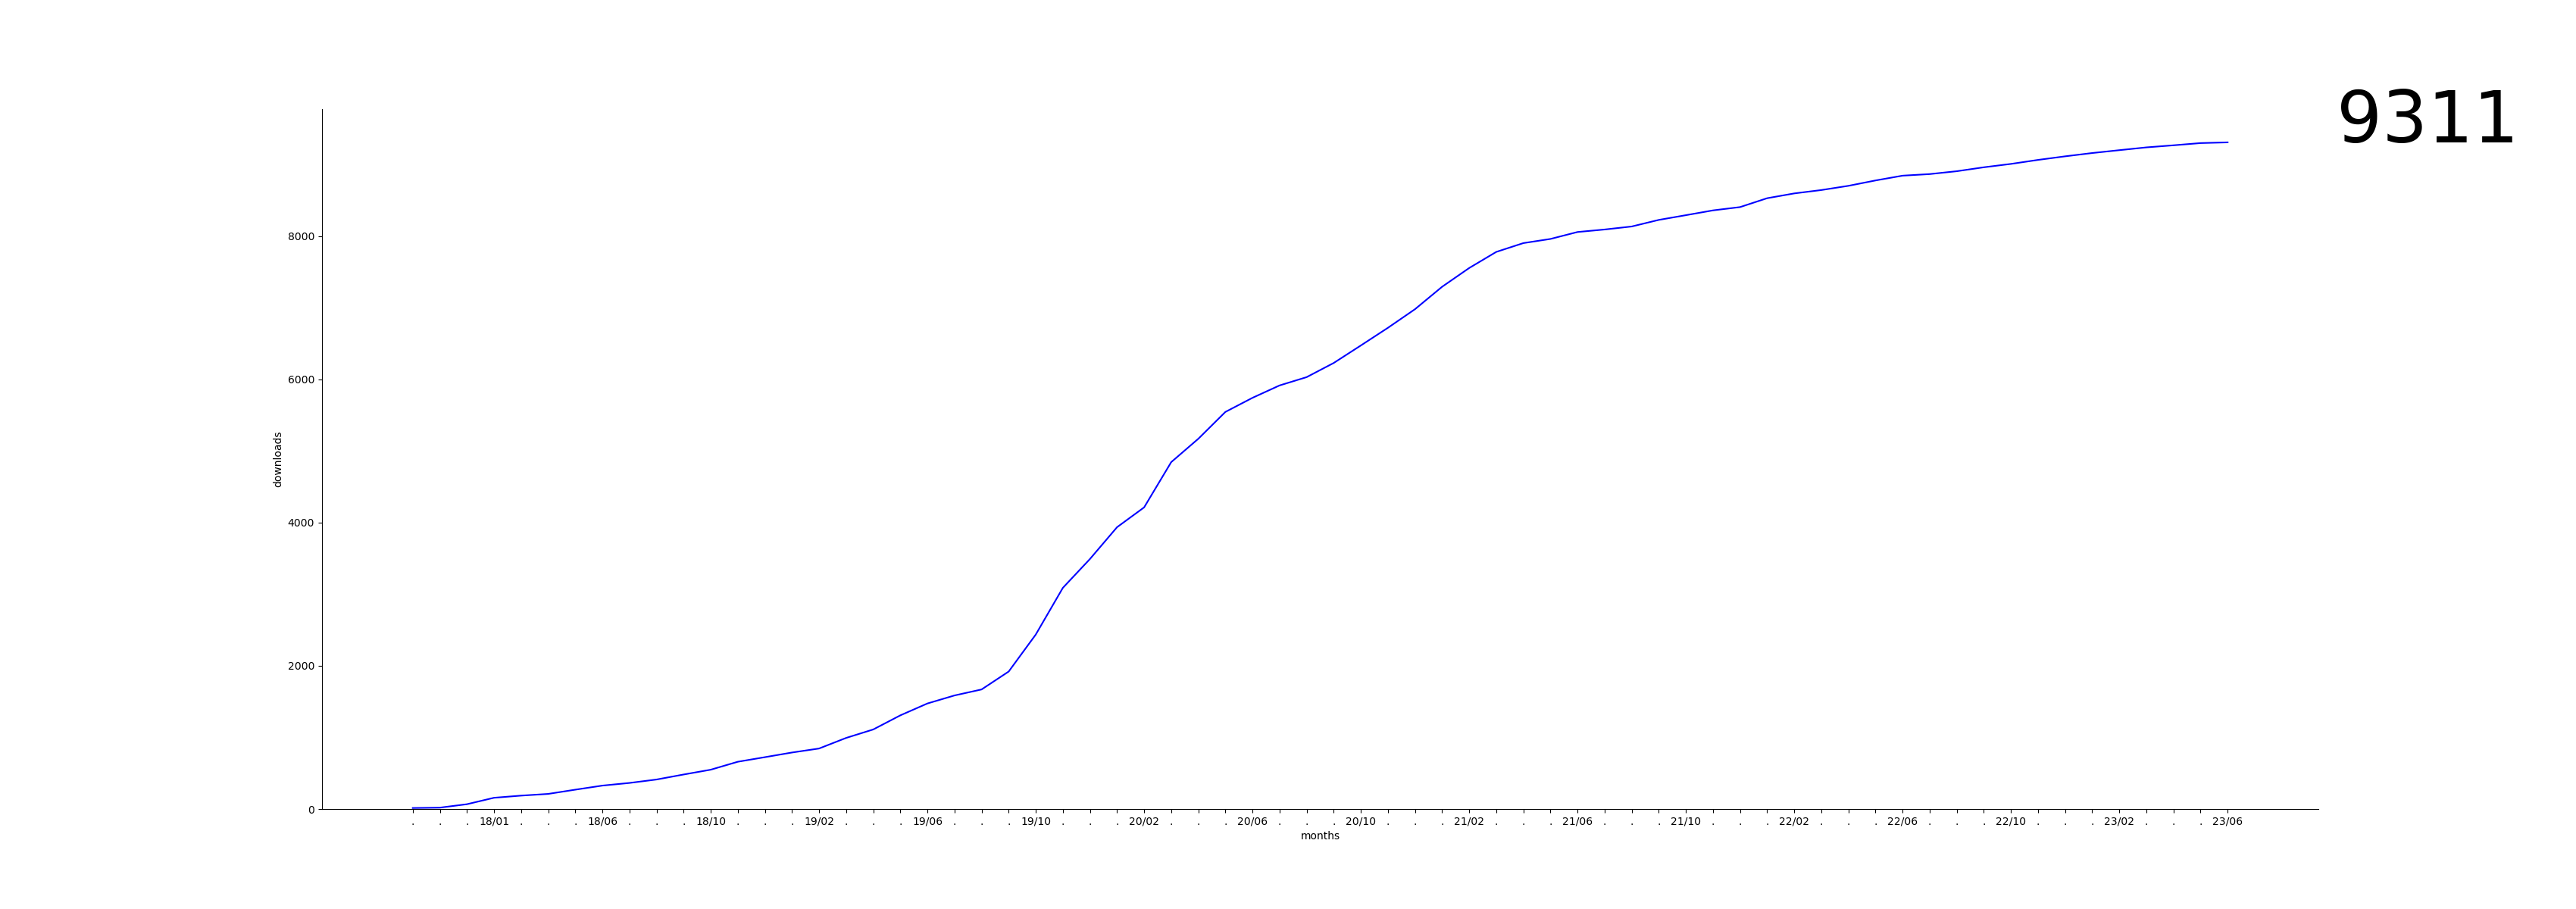 9311
8000
6000
4000
2000
0
downloads
. . . 18/01 . . . 18/06 . . . 18/10 . . . 19/02 . . . 19/06 . . . 19/10 . . . 20/02 . . . 20/06 . . . 20/10 . . . 21/02 . . . 21/06 . . . 21/10 . . . 22/02 . . . 22/06 . . . 22/10 . . . 23/02 . . . 23/06
months